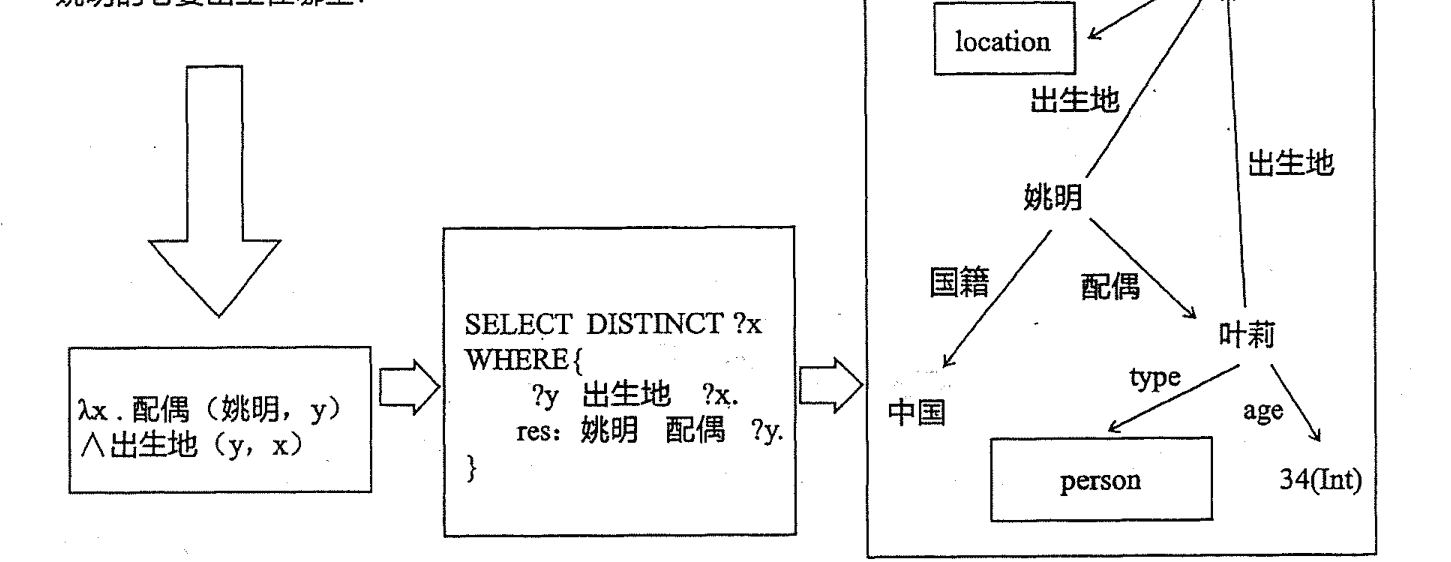 姚明的老婆出生在哪里?
λx . 配偶（姚明，y）
∧出生地（y，x）
SELECT DISTINCT ?x
WHERE{
?y 出生地 ?x.
res: 姚明 配偶 ?y.
}
location
出生地
出生地
姚明
国籍
配偶
叶莉
中国
type
age
person
34(Int)